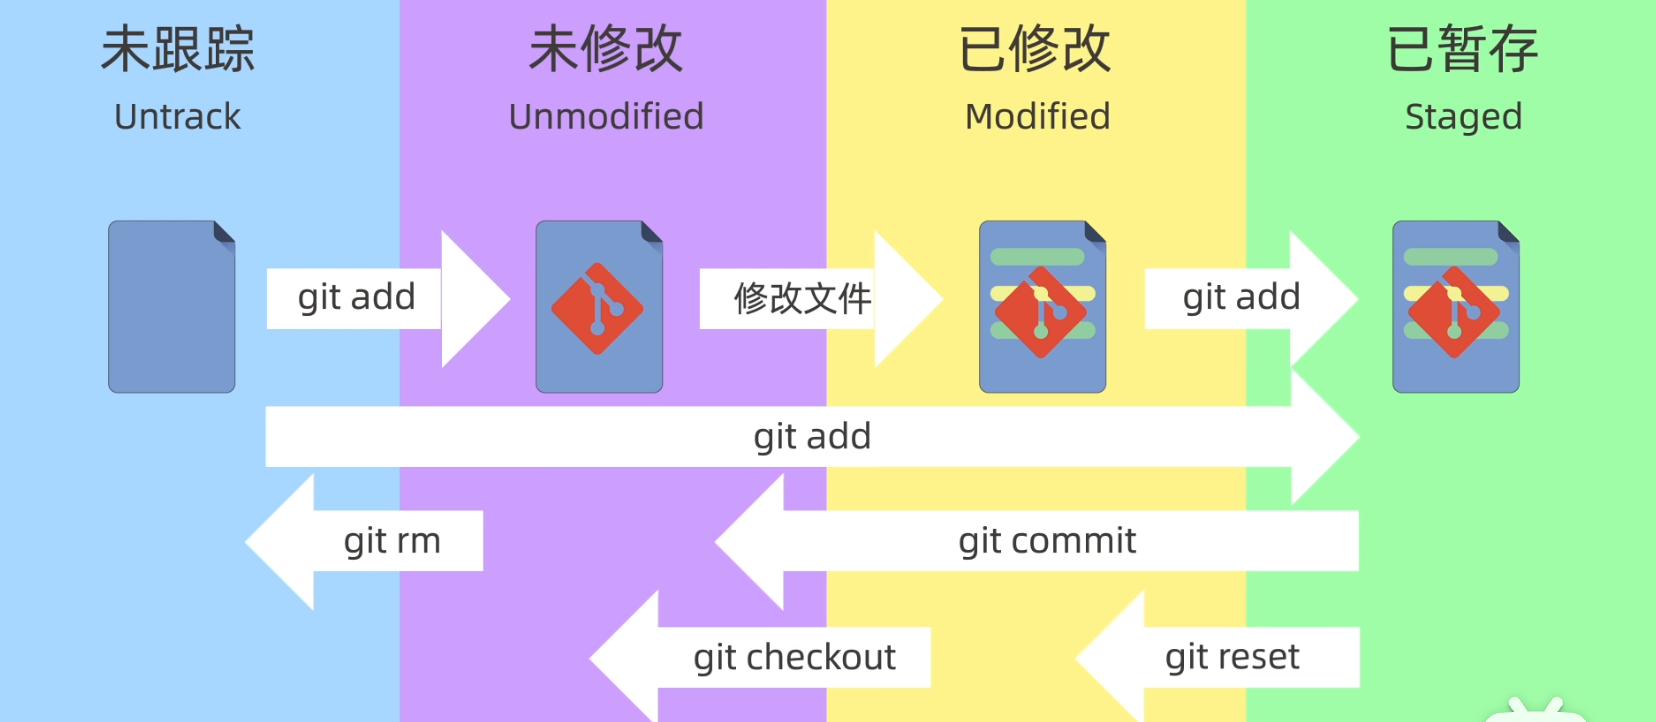 未跟踪
Untrack
未修改
Unmodified
已修改
Modified
已暂存
Staged
git add
修改文件
git add
git add
git rm
git commit
git checkout
git reset